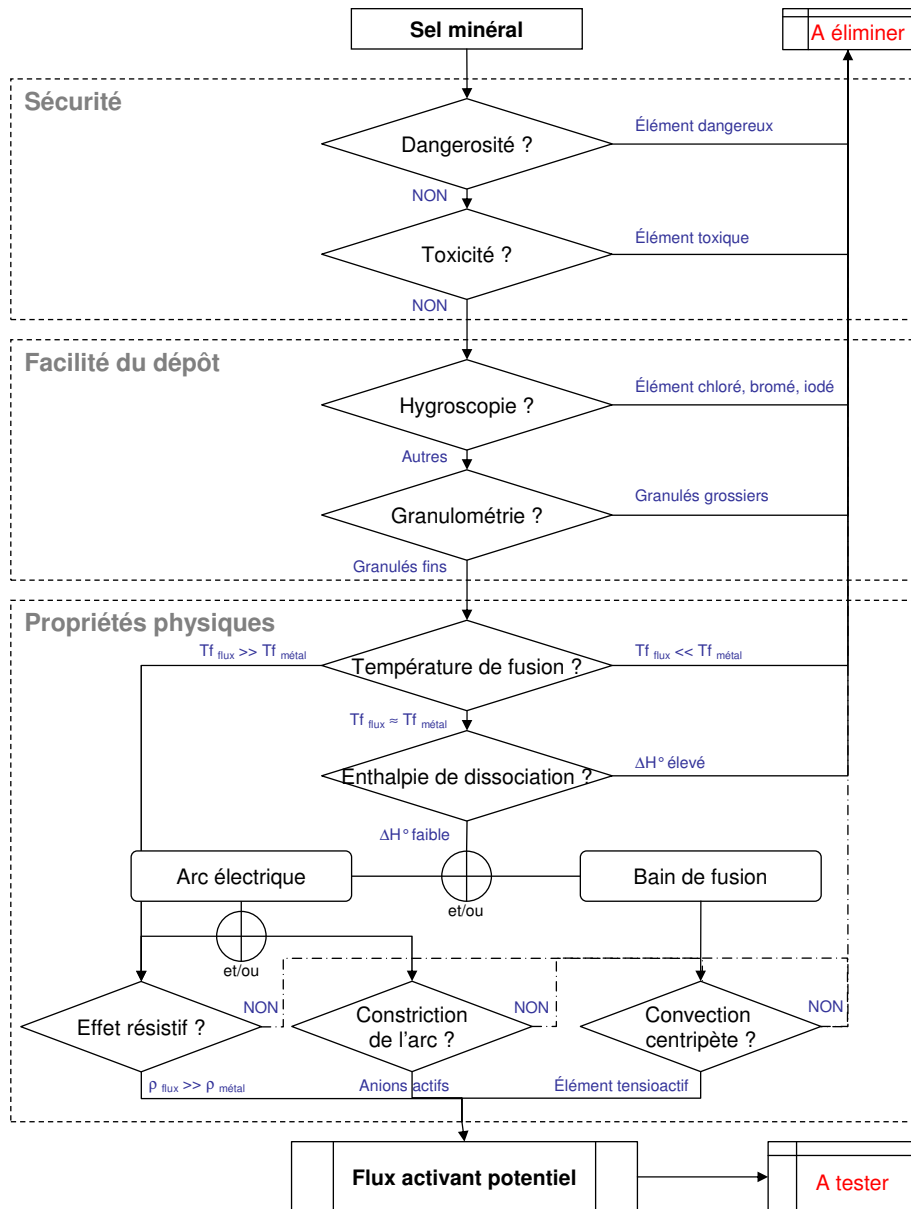 Sel minéral
A éliminer
Sécurité
Dangerosité ?
Élément dangereux
NON
Toxicité ?
Élément toxique
NON
Facilité du dépôt
Hygroscopie ?
Élément chloré, bromé, iodé
Autres
Granulométrie ?
Granulés grossiers
Granulés fins
Propriétés physiques
Tf flux >> Tf métal
Température de fusion ?
Tf flux << Tf métal
Tf flux ≈ Tf métal
Enthalpie de dissociation ?
ΔH° élevé
ΔH° faible
Arc électrique
et/ou
Bain de fusion
et/ou
Effet résistif ?
NON
Constriction
de l'arc ?
NON
Convection
centripète ?
NON
ρ flux >> ρ métal
Anions actifs
Élément tensioactif
Flux activant potentiel
A tester